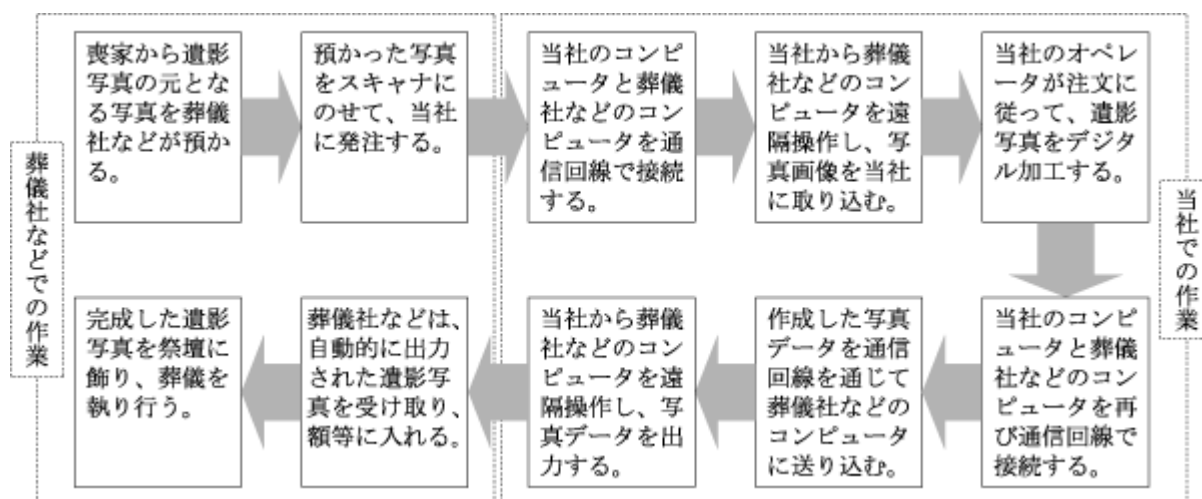 葬儀社などでの作業
喪家から遺影
写真の元とな
る写真を葬儀
社などが預か
る。
預かった写真
をスキャナに
のせて、当社
に発注する。
当社のコンピ
ュータと葬儀
社などのコン
ピュータを通
信回線で接続
する。
当社から葬儀
社などのコン
ピュータを遠
隔操作し、写
真画像を当社
に取り込む。
当社のオペレ
ータが注文に
従って、遺影
写真をデジタ
ル加工する。
当社での作業
当社のコンピ
ュータと葬儀
社などのコン
ピュータを再
び通信回線で
接続する。
作成した写真
データを通信
回線を通じて
葬儀社などの
コンピュータ
に送り込む。
当社から葬儀
社などのコン
ピュータを遠
隔操作し、写
真データを出
力する。
葬儀社などは、
自動的に出力
された遺影写
真を受け取り、
額等に入れる。
完成した遺影
写真を祭壇に
飾り、葬儀を
執り行う。